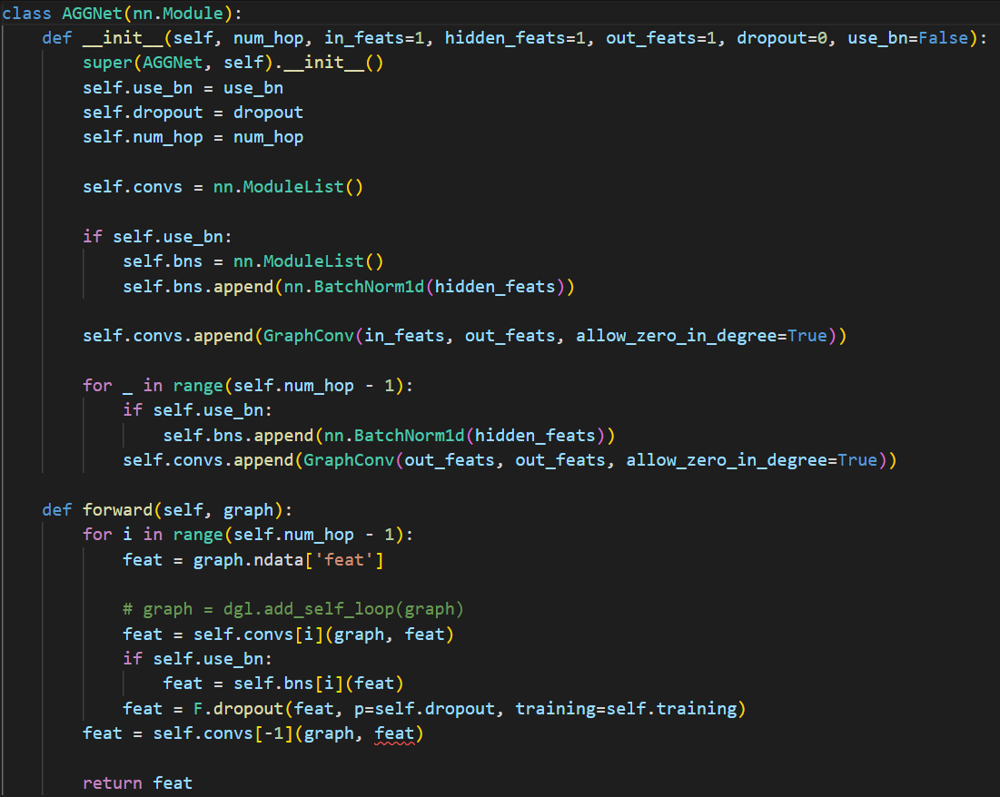 class AGGNet(nn.Module):
    def __init__(self, num_hop, in_feats=1, hidden_feats=1, out_feats=1, dropout=0, use_bn=False):
        super(AGGNet, self).__init__()
        self.use_bn = use_bn
        self.dropout = dropout
        self.num_hop = num_hop

        self.convs = nn.ModuleList()

        if self.use_bn:
            self.bns = nn.ModuleList()
            self.bns.append(nn.BatchNorm1d(hidden_feats))

        self.convs.append(GraphConv(in_feats, out_feats, allow_zero_in_degree=True))

        for _ in range(self.num_hop - 1):
            if self.use_bn:
                self.bns.append(nn.BatchNorm1d(hidden_feats))
            self.convs.append(GraphConv(out_feats, out_feats, allow_zero_in_degree=True))

    def forward(self, graph):
        for i in range(self.num_hop - 1):
            feat = graph.ndata['feat']

            # graph = dgl.add_self_loop(graph)
            feat = self.convs[i](graph, feat)
            if self.use_bn:
                feat = self.bns[i](feat)
            feat = F.dropout(feat, p=self.dropout, training=self.training)
        feat = self.convs[-1](graph, feat)

        return feat